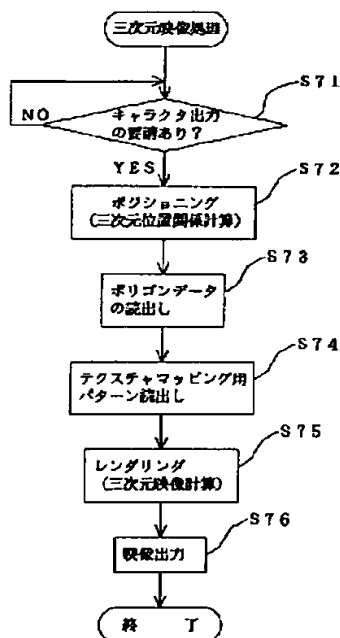 三次元映像処理
S71
NO
キャラクタ出力
の要請あり？
YES
S72
ポジショニング
(三次元位置関係計算)
S73
ポリゴンデータ
の読出し
S74
テクスチャマッピング用
パターン読出し
S75
レンダリング
(三次元映像計算)
S76
映像出力
終 了